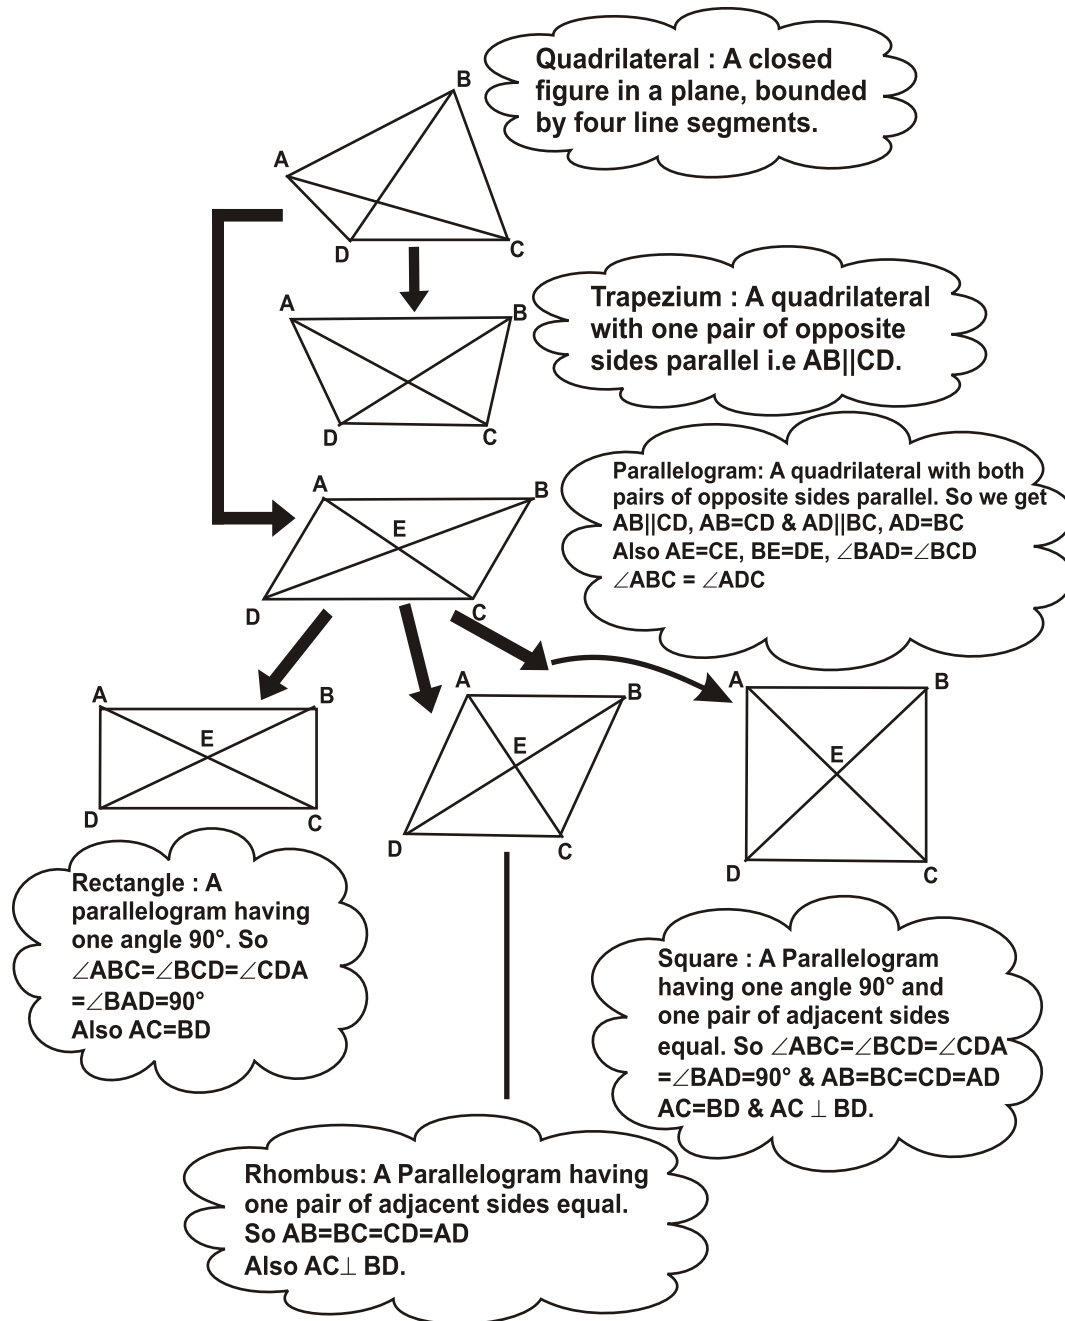 Quadrilateral : A closed
figure in a plane, bounded
by four line segments.
B
A
D
C
Trapezium : A quadrilateral
with one pair of opposite
sides parallel i.e AB||CD.
A
B
D
C
Parallelogram: A quadrilateral with both
pairs of opposite sides parallel. So we get
AB||CD, AB=CD & AD||BC, AD=BC
Also AE=CE, BE=DE, ∠BAD=∠BCD
∠ABC = ∠ADC
A
B
E
D
C
A
B
E
D
C
A
B
E
D
C
A
B
E
D
C
Rectangle : A
parallelogram having
one angle 90°. So
∠ABC=∠BCD=∠CDA
=∠BAD=90°
Also AC=BD
Square : A Parallelogram
having one angle 90° and
one pair of adjacent sides
equal. So ∠ABC=∠BCD=∠CDA
=∠BAD=90° & AB=BC=CD=AD
AC=BD & AC ⊥ BD.
Rhombus: A Parallelogram having
one pair of adjacent sides equal.
So AB=BC=CD=AD
Also AC⊥ BD.